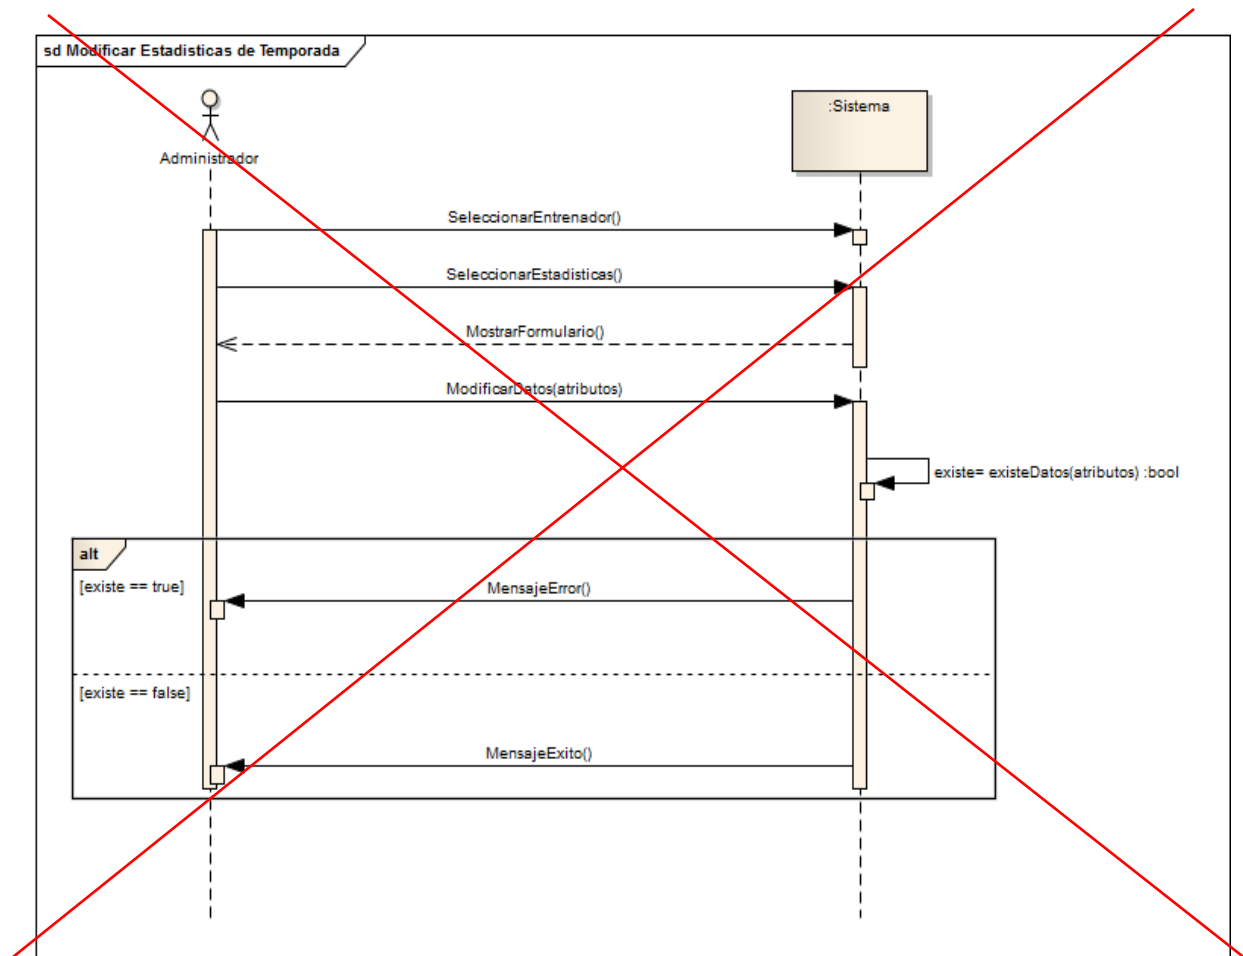 sd Modificar Estadisticas de Temporada
:Sistema
Administrador
SeleccionarEntrenador()
SeleccionarEstadisticas()
MostrarFormulario()
ModificarDatos(atributos)
existe= existeDatos(atributos) :bool
alt
[existe == true]
MensajeError()
[existe == false]
MensajeExito()